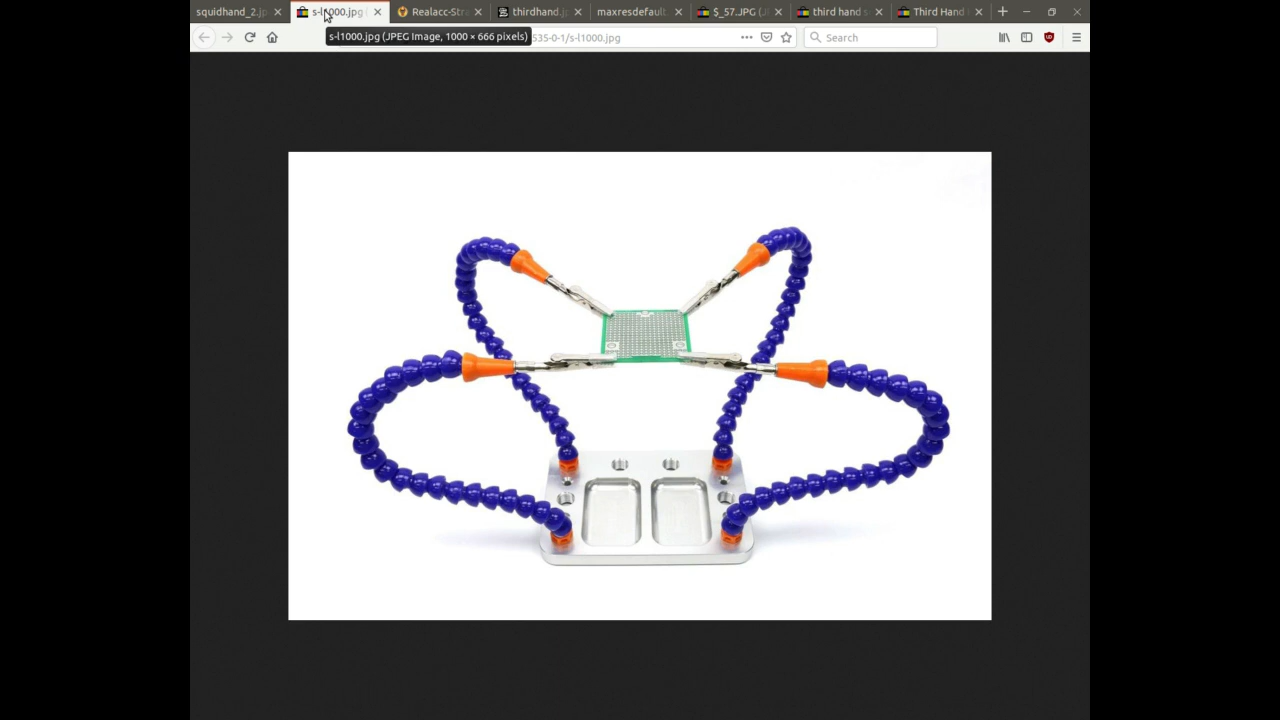 squidhand_2.jp
s-l1000.jpg (
Realacc-Stra
thirdhand.jp
maxresdefault
$_57.JPG (J
third hand s
Third Hand
s-l1000.jpg (JPEG Image, 1000 × 666 pixels)
535-0-1/s-l1000.jpg
Search